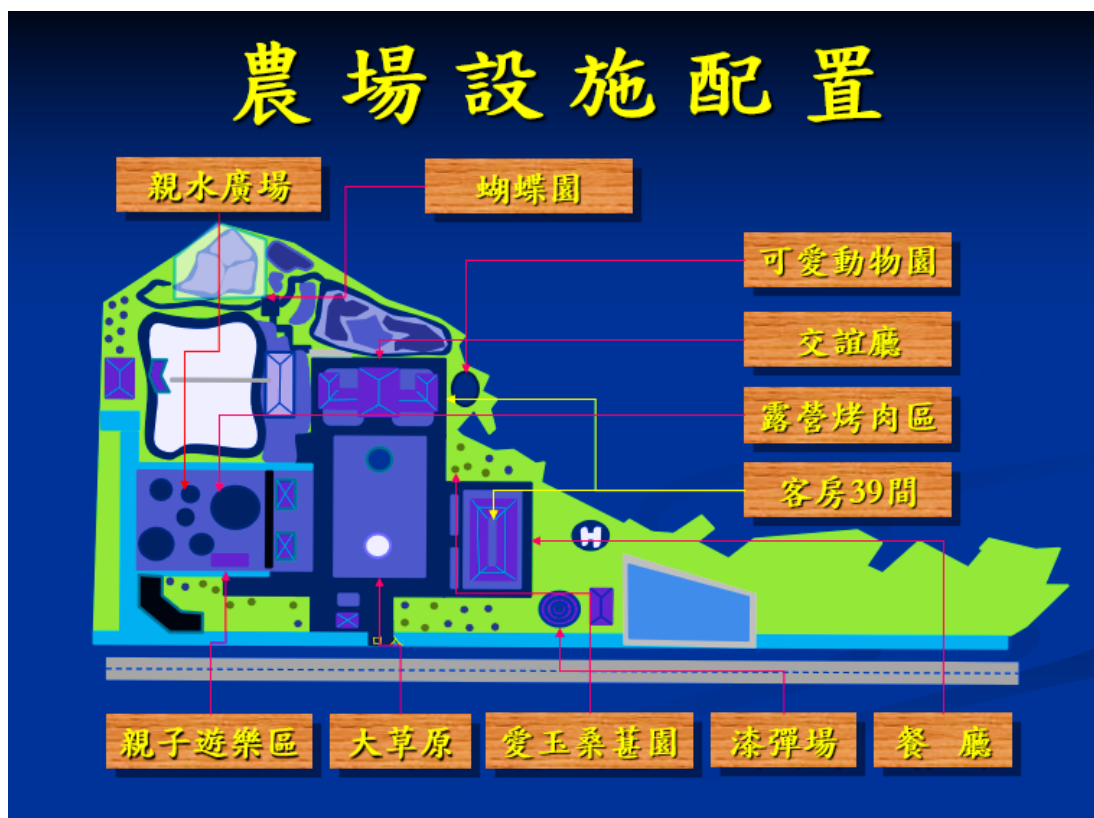 農場設施配置
親水廣場
蝴蝶園
可愛動物園
交誼廳
露營烤肉區
客房39間
H
口入
親子遊樂區
大草原
愛玉桑葚園
漆彈場
餐 廳